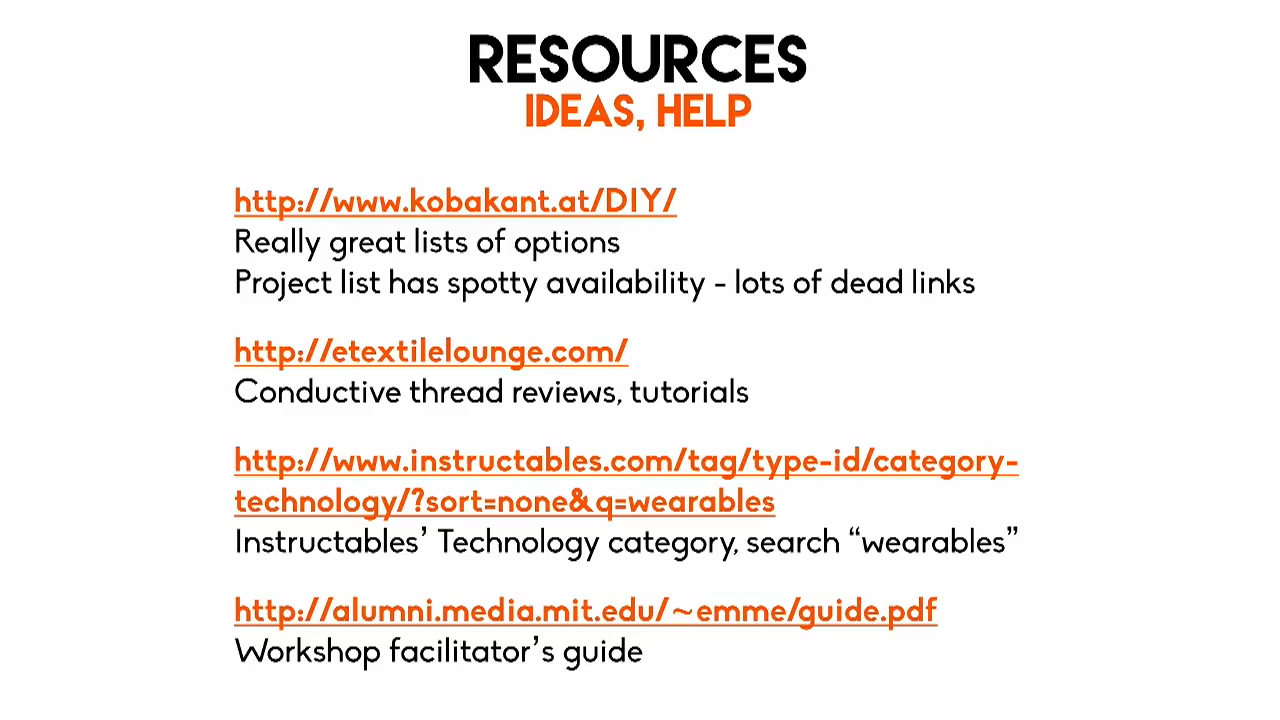 RESOURCES
IDEAS, HELP
http://www.kobakant.at/DIY/
Really great lists of options
Project list has spotty availability - lots of dead links
http://etextilelounge.com/
Conductive thread reviews, tutorials
http://www.instructables.com/tag/type-id/category-
technology/?sort=none&q=wearables
Instructables’ Technology category, search “wearables”
http://alumni.media.mit.edu/~emme/guide.pdf
Workshop facilitator’s guide